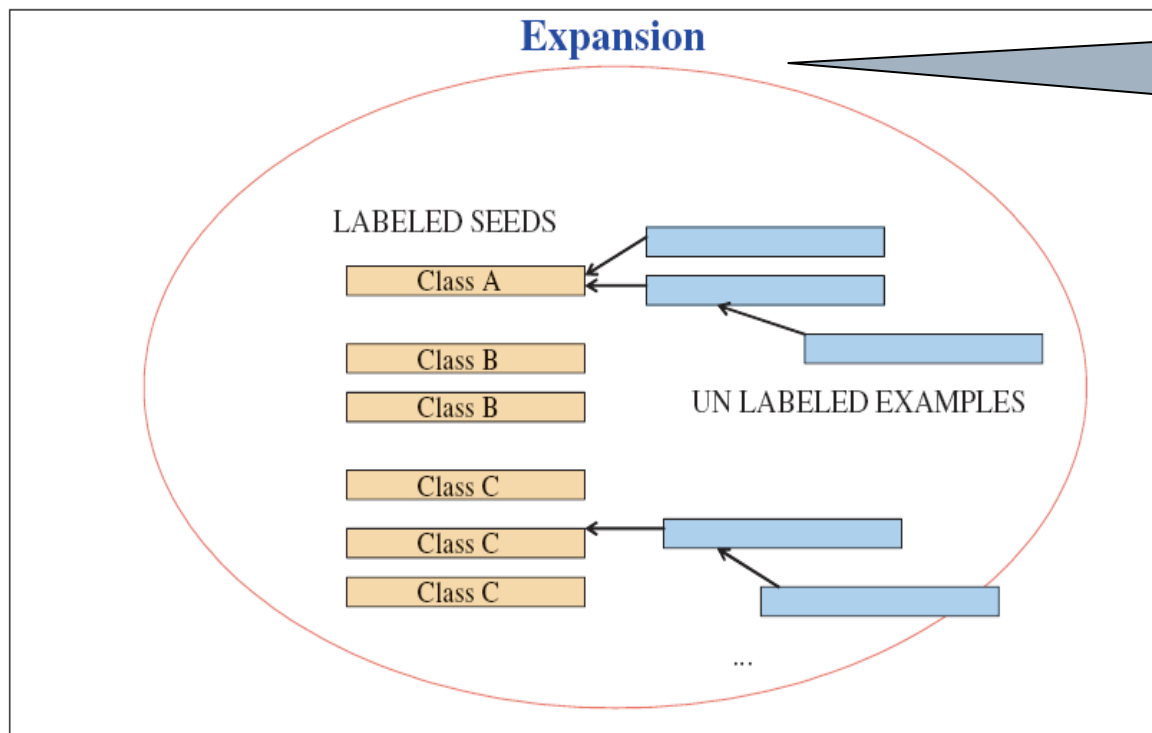 Expansion
LABELED SEEDS
Class A
Class B
UN LABELED EXAMPLES
Class B
Class C
Class C
Class C
...